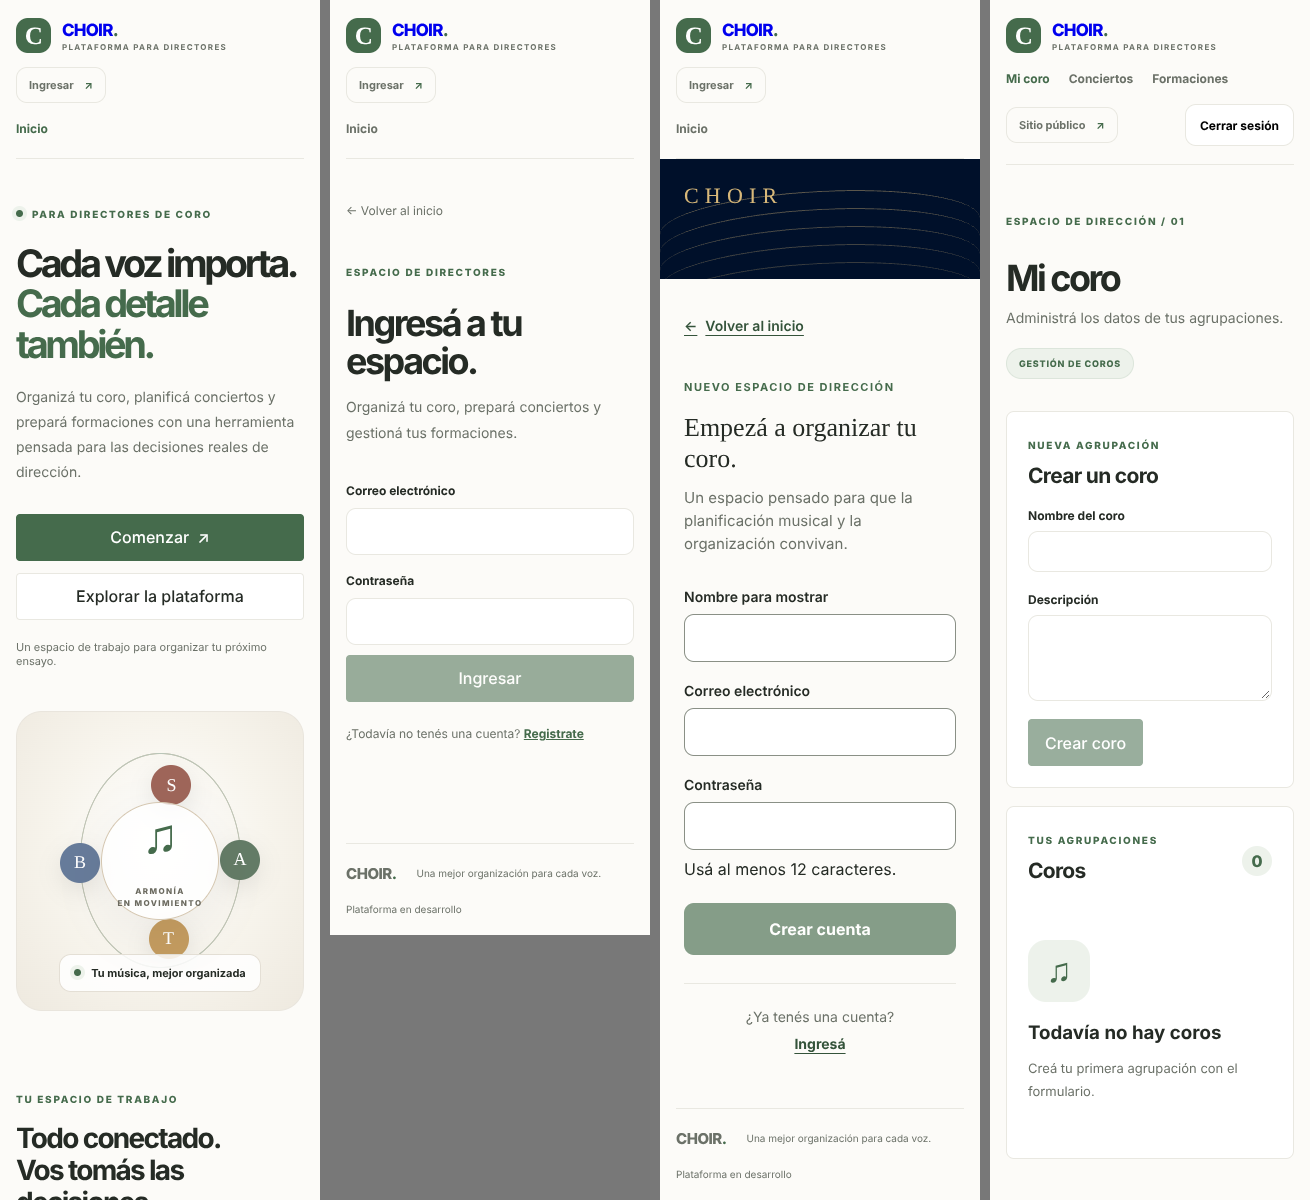 C
CHOIR.
PLATAFORMA PARA DIRECTORES
Ingresar ↗
Inicio
PARA DIRECTORES DE CORO
Cada voz importa.
Cada detalle
también.
Organizá tu coro, planificá conciertos y
prepará formaciones con una herramienta
pensada para las decisiones reales de
dirección.
Comenzar ↗
Explorar la plataforma
Un espacio de trabajo para organizar tu próximo
ensayo.
S
B
A
ARMONÍA
EN MOVIMIENTO
T
Tu música, mejor organizada
TU ESPACIO DE TRABAJO
Todo conectado.
Vos tomás las
decisiones
C
CHOIR.
PLATAFORMA PARA DIRECTORES
Ingresar ↗
Inicio
← Volver al inicio
ESPACIO DE DIRECTORES
Ingresá a tu
espacio.
Organizá tu coro, prepará conciertos y
gestioná tus formaciones.
Correo electrónico
Contraseña
Ingresar
¿Todavía no tenés una cuenta? Registrate
CHOIR. Una mejor organización para cada voz.
Plataforma en desarrollo
C
CHOIR.
PLATAFORMA PARA DIRECTORES
Ingresar ↗
Inicio
CHOIR
← Volver al inicio
NUEVO ESPACIO DE DIRECCIÓN
Empezá a organizar tu
coro.
Un espacio pensado para que la
planificación musical y la
organización convivan.
Nombre para mostrar
Correo electrónico
Contraseña
Usá al menos 12 caracteres.
Crear cuenta
¿Ya tenés una cuenta?
Ingresá
CHOIR. Una mejor organización para cada voz.
Plataforma en desarrollo
C
CHOIR.
PLATAFORMA PARA DIRECTORES
Mi coro Conciertos Formaciones
Sitio público ↗ Cerrar sesión
ESPACIO DE DIRECCIÓN / 01
Mi coro
Administrá los datos de tus agrupaciones.
GESTIÓN DE COROS
NUEVA AGRUPACIÓN
Crear un coro
Nombre del coro
Descripción
Crear coro
TUS AGRUPACIONES
Coros
0
Todavía no hay coros
Creá tu primera agrupación con el
formulario.